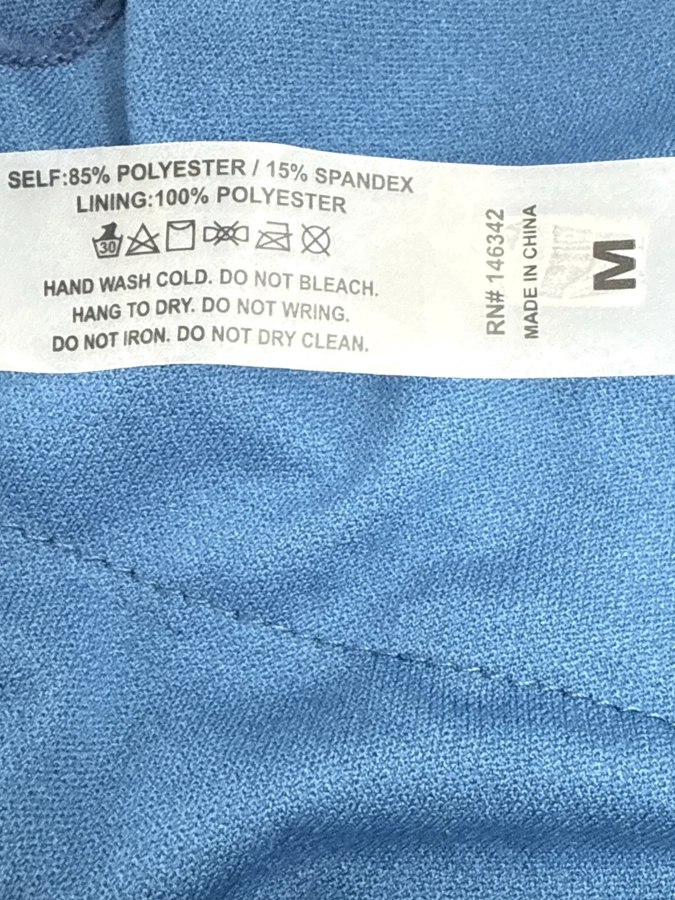 SELF:85% POLYESTER / 15% SPANDEX
LINING:100% POLYESTER
30
HAND WASH COLD. DO NOT BLEACH.
HANG TO DRY. DO NOT WRING.
DO NOT IRON. DO NOT DRY CLEAN.
RN# 146342
MADE IN CHINA
M